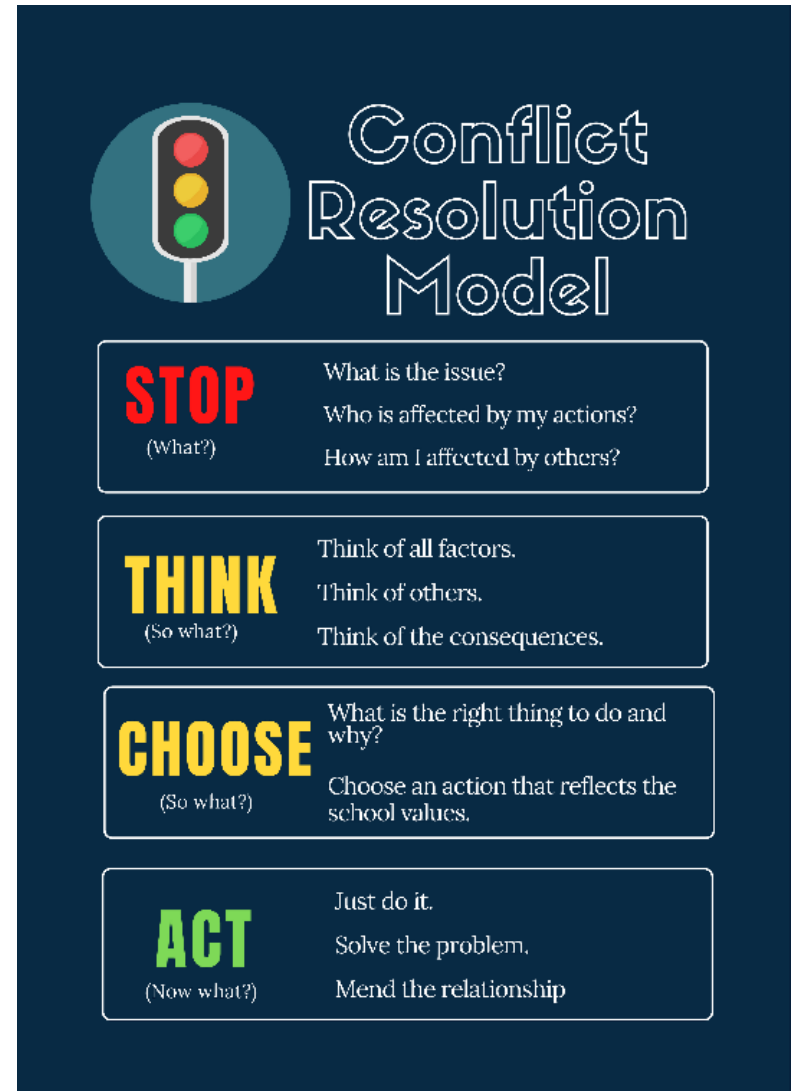 Conflict
Resolution
Model
STOP
(What?)
What is the issue?
Who is affected by my actions?
How am I affected by others?
THINK
(So what?)
Think of all factors.
Think of others.
Think of the consequences.
CHOOSE
(So what?)
What is the right thing to do and
why?
Choose an action that reflects the
school values.
ACT
(Now what?)
Just do it.
Solve the problem.
Mend the relationship